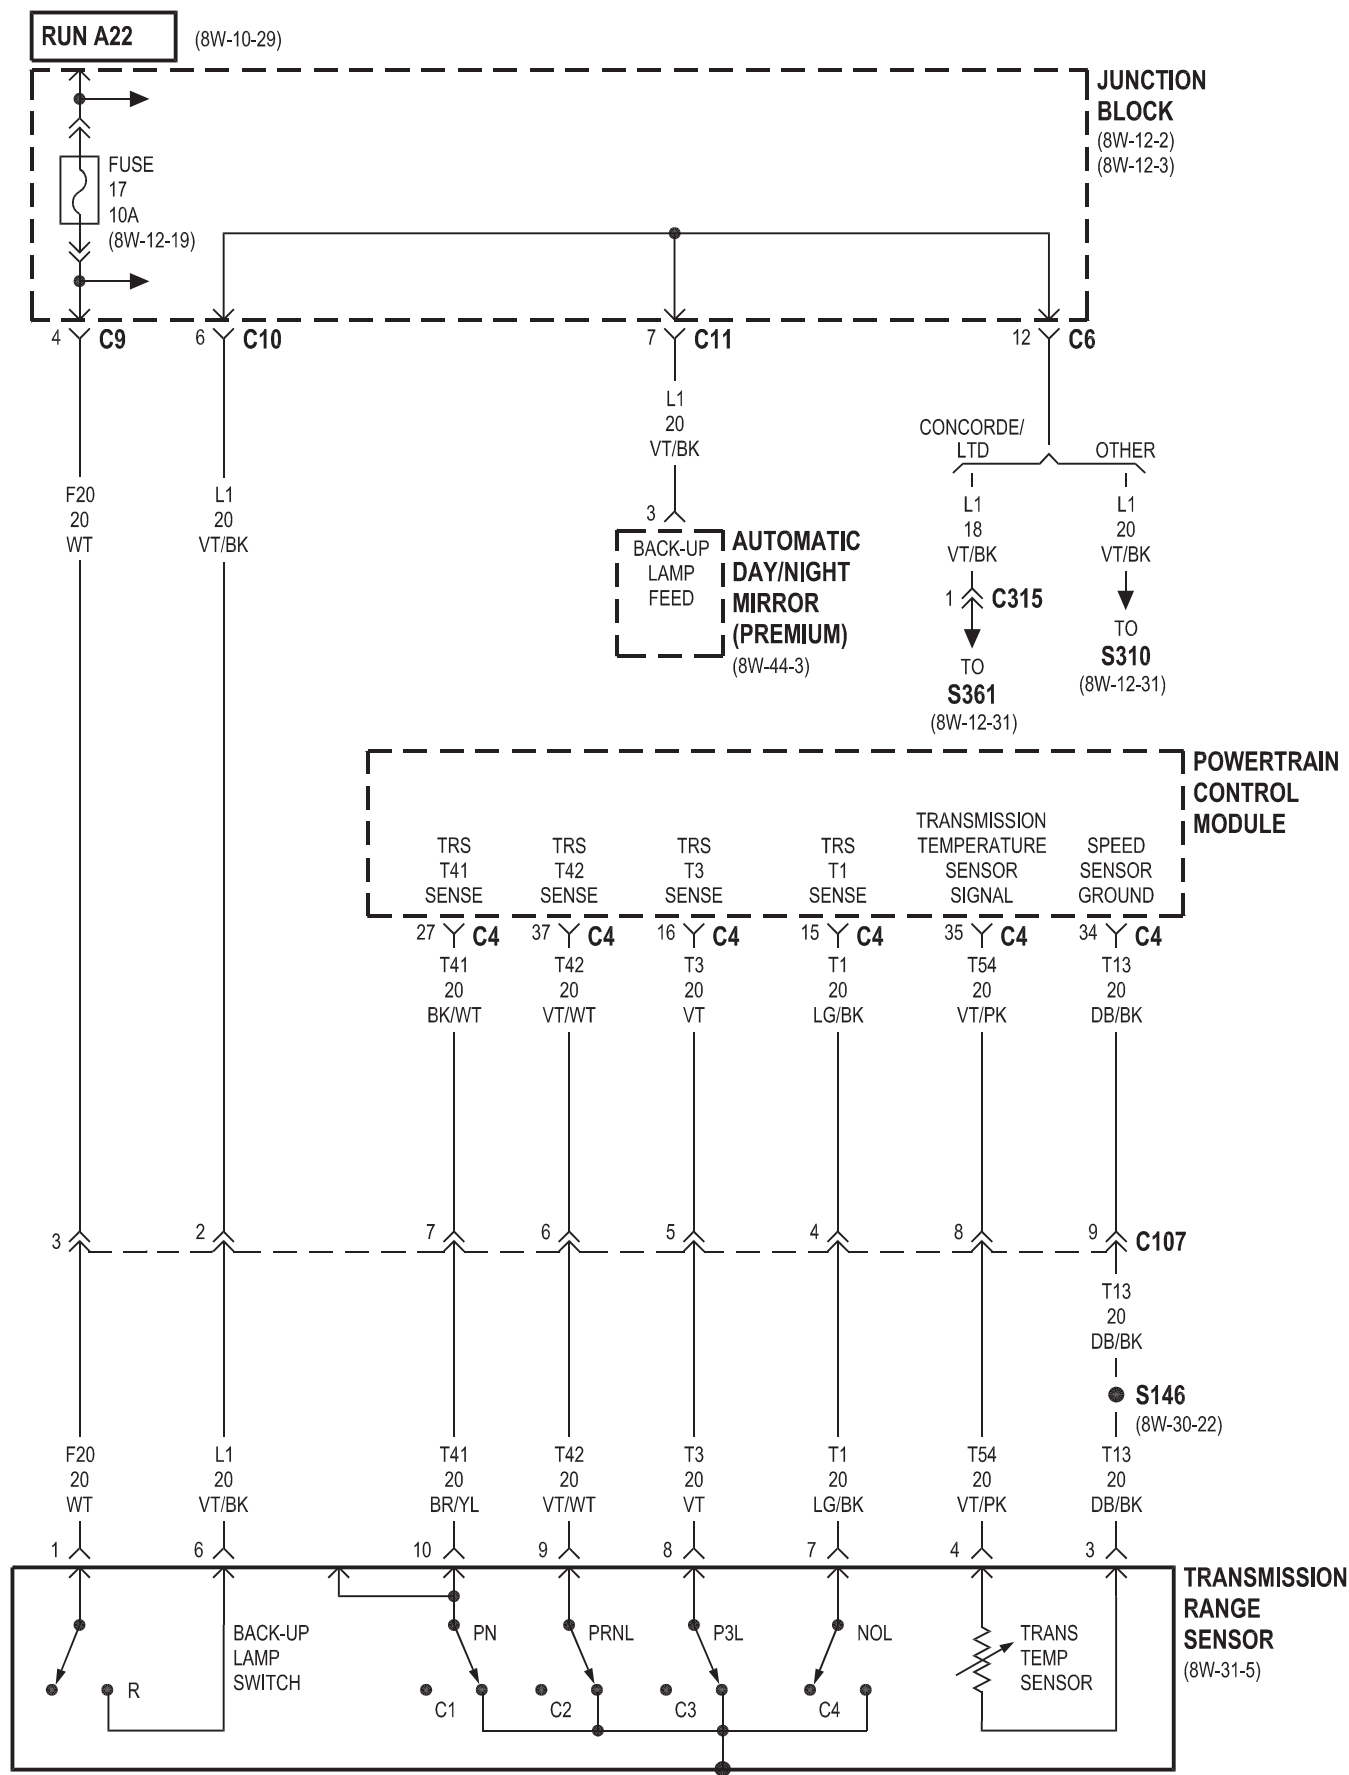 RUN A22
(8W-10-29)
JUNCTION
BLOCK
(8W-12-2)
(8W-12-3)
FUSE
17
10A
(8W-12-19)
4 C9
6 C10
7 C11
12 C6
F20
20
WT
L1
20
VT/BK
L1
20
VT/BK
3
BACK-UP
LAMP
FEED
AUTOMATIC
DAY/NIGHT
MIRROR
(PREMIUM)
(8W-44-3)
CONCORDE/
LTD
L1
18
VT/BK
1 C315
TO
S361
(8W-12-31)
OTHER
L1
20
VT/BK
TO
S310
(8W-12-31)
POWERTRAIN
CONTROL
MODULE
TRS
T41
SENSE
TRS
T42
SENSE
TRS
T3
SENSE
TRS
T1
SENSE
TRANSMISSION
TEMPERATURE
SENSOR
SIGNAL
SPEED
SENSOR
GROUND
27 C4
37 C4
16 C4
15 C4
35 C4
34 C4
T41
20
BK/WT
T42
20
VT/WT
T3
20
VT
T1
20
LG/BK
T54
20
VT/PK
T13
20
DB/BK
3
2
7
6
5
4
8
9
C107
T13
20
DB/BK
S146
(8W-30-22)
F20
20
WT
L1
20
VT/BK
T41
20
BR/YL
T42
20
VT/WT
T3
20
VT
T1
20
LG/BK
T54
20
VT/PK
T13
20
DB/BK
1
6
10
9
8
7
4
3
TRANSMISSION
RANGE
SENSOR
(8W-31-5)
R
BACK-UP
LAMP
SWITCH
PN
C1
PRNL
C2
P3L
C3
NOL
C4
TRANS
TEMP
SENSOR